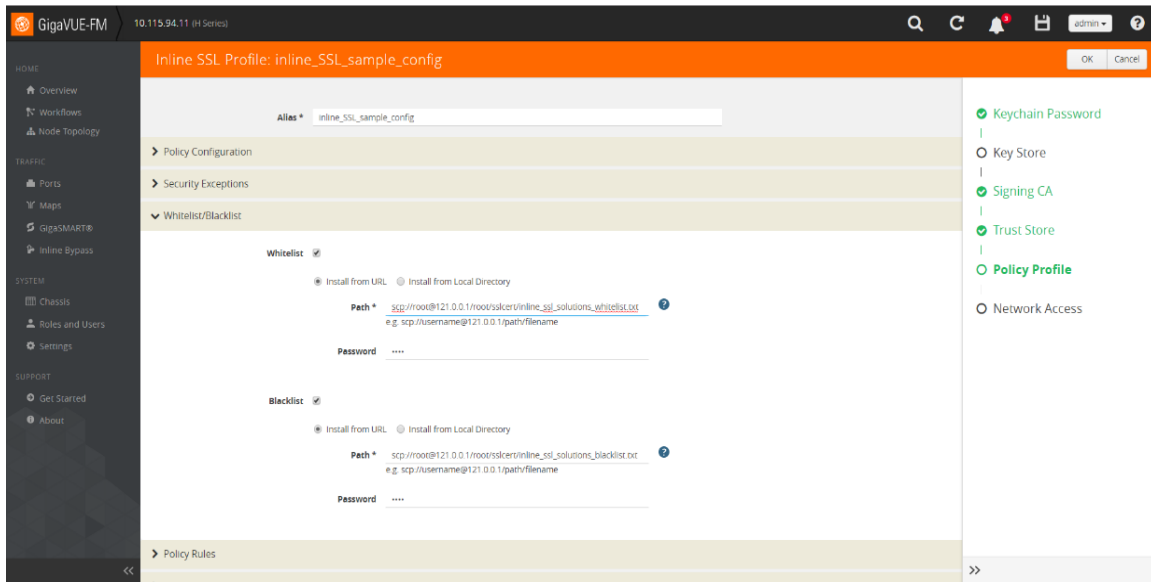 GigaVUE-FM
10.115.94.11 (H Series)
3
admin
?
HOME
Overview
Workflows
Node Topology
TRAFFIC
Ports
Maps
GigaSMART®
Inline Bypass
SYSTEM
Chassis
Roles and Users
Settings
SUPPORT
Get Started
About
Inline SSL Profile: inline_SSL_sample_config
OK
Cancel
Alias * inline_SSL_sample_config
Policy Configuration
Security Exceptions
Whitelist/Blacklist
Whitelist
Install from URL Install from Local Directory
Path * scp://root@121.0.0.1/root/sslcert/inline_ssl_solutions_whitelist.txt ?
e.g. scp://username@121.0.0.1/path/filename
Password ····
Blacklist
Install from URL Install from Local Directory
Path * scp://root@121.0.0.1/root/sslcert/inline_ssl_solutions_blacklist.txt ?
e.g. scp://username@121.0.0.1/path/filename
Password ····
Policy Rules
Keychain Password
Key Store
Signing CA
Trust Store
Policy Profile
Network Access